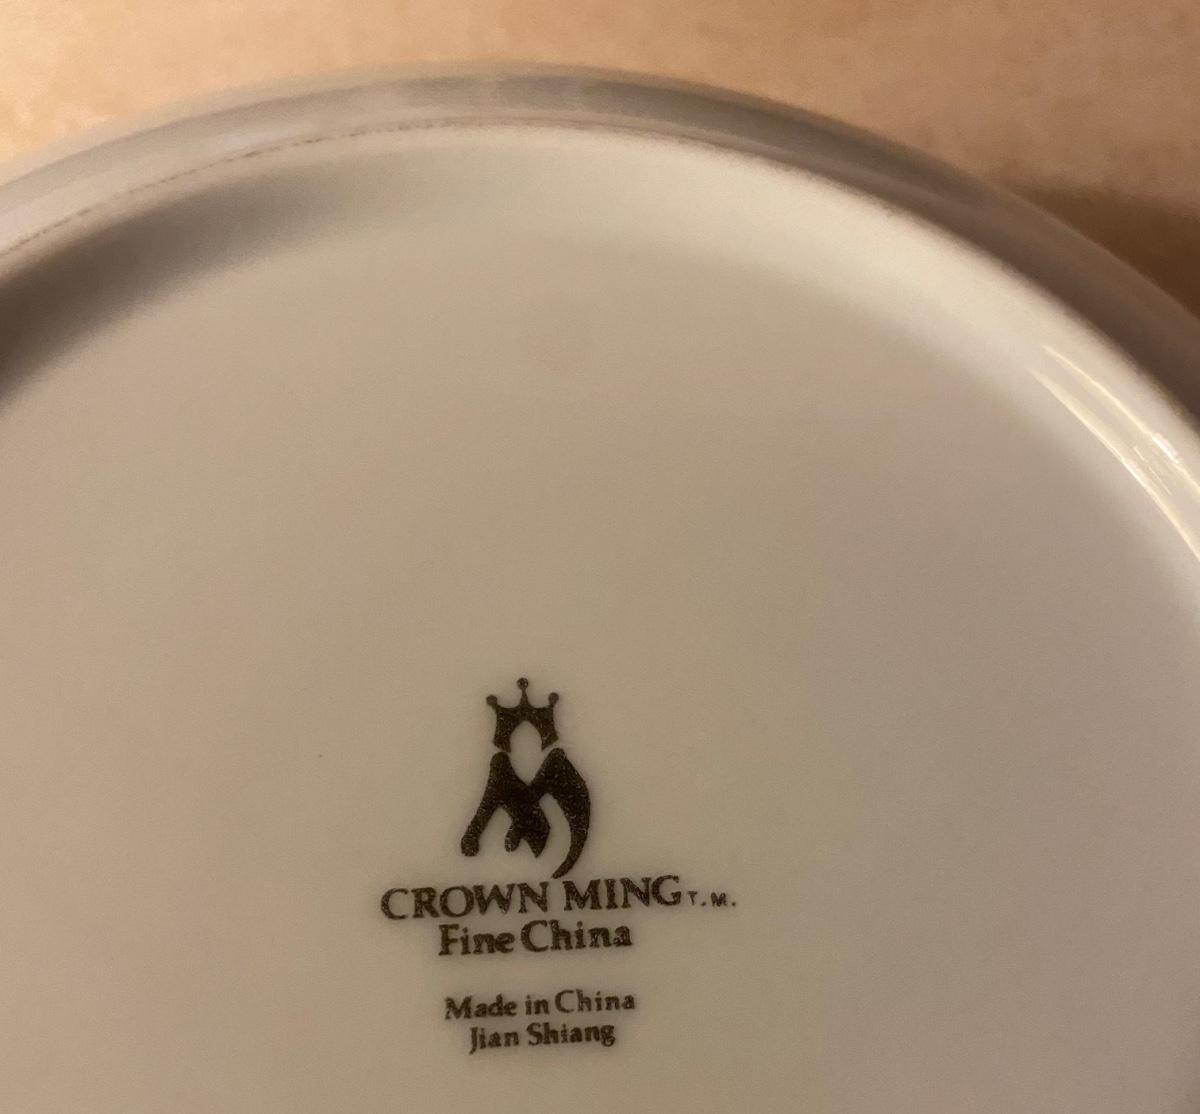 CROWN MING T.M.
Fine China
Made in China
Jian Shiang